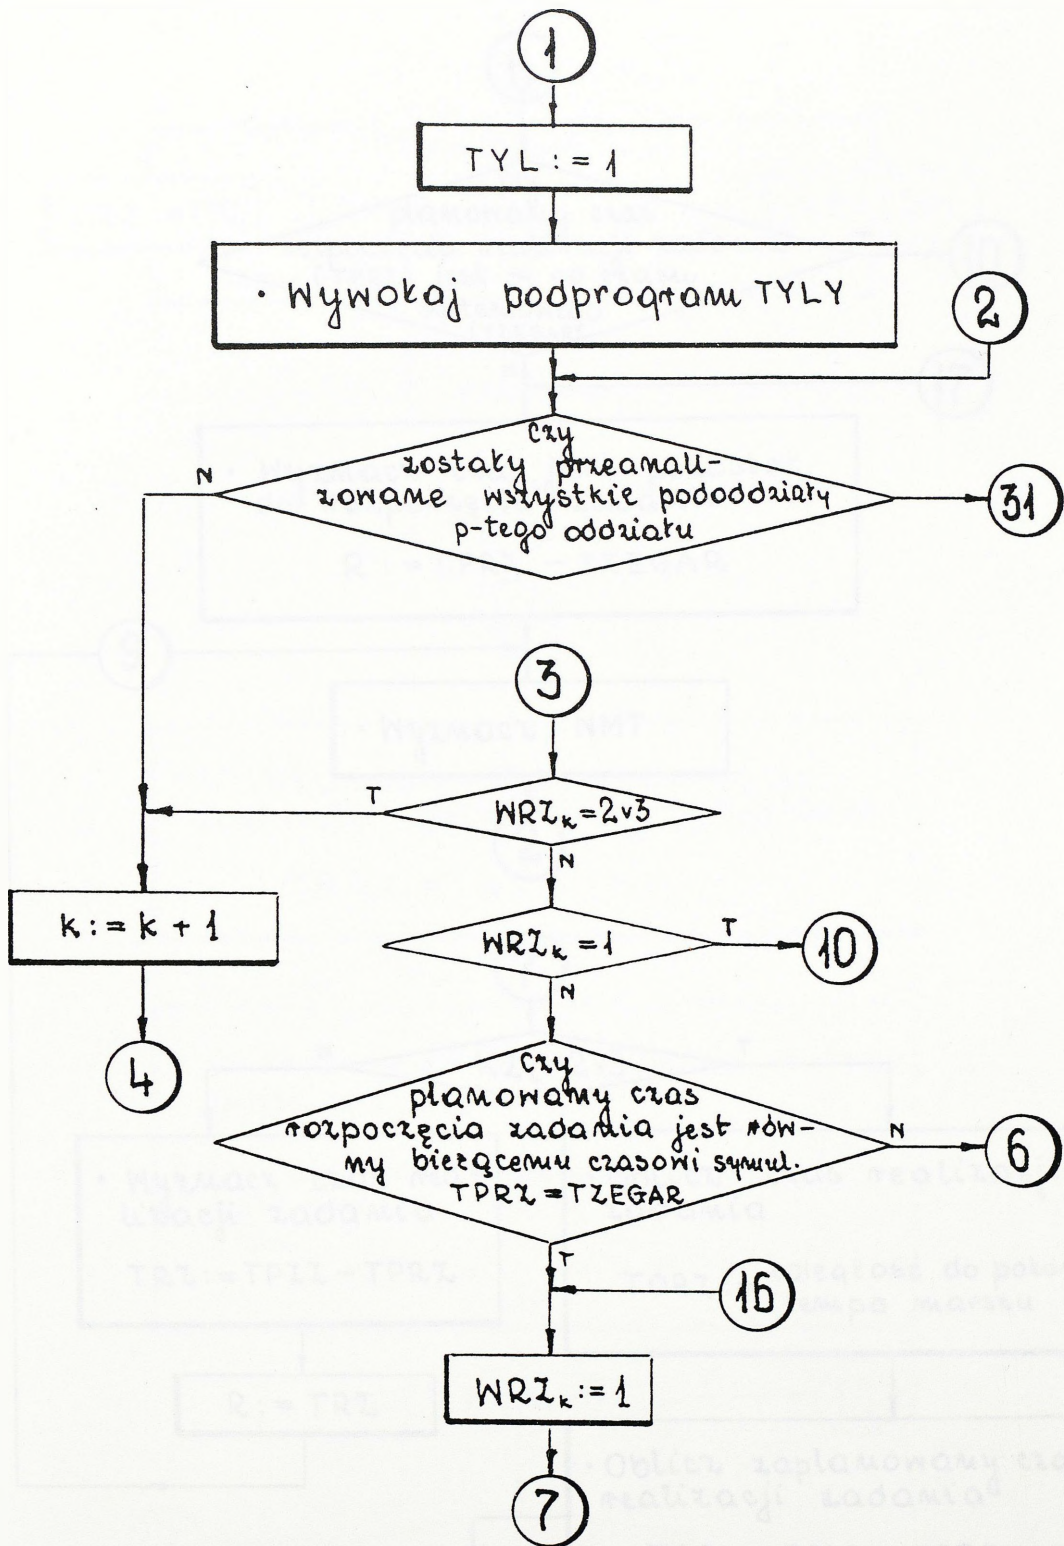 1
TYL := 1
• Wywołaj podprogram TYLY
2
czy
zostały przeanali-
zowane wszystkie pododdziały
p-tego oddziału
N
31
3
WRZk = 2v3
T
N
k := k + 1
WRZk = 1
T
10
N
4
czy
planowany czas
rozpoczęcia zadania jest rów-
ny bieżącemu czasowi symul.
TPRZ = TZEGAR
N
6
T
16
WRZk := 1
7